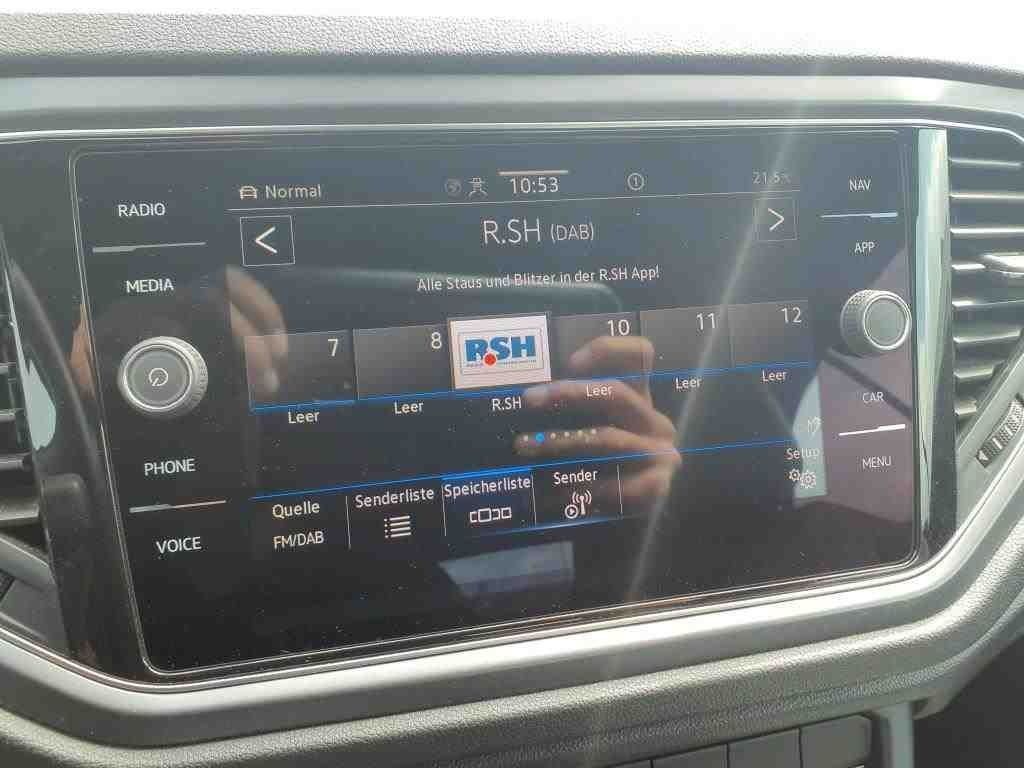 Normal
10:53
1
21.5
RADIO
NAV
R.SH (DAB)
MEDIA
APP
Alle Staus und Blitzer in der R.SH App!
7
8
10
11
12
RSH
Leer
Leer
R.SH
Leer
Leer
Leer
CAR
PHONE
MENU
VOICE
Quelle
FM/DAB
Senderliste
Speicherliste
Sender
Setup